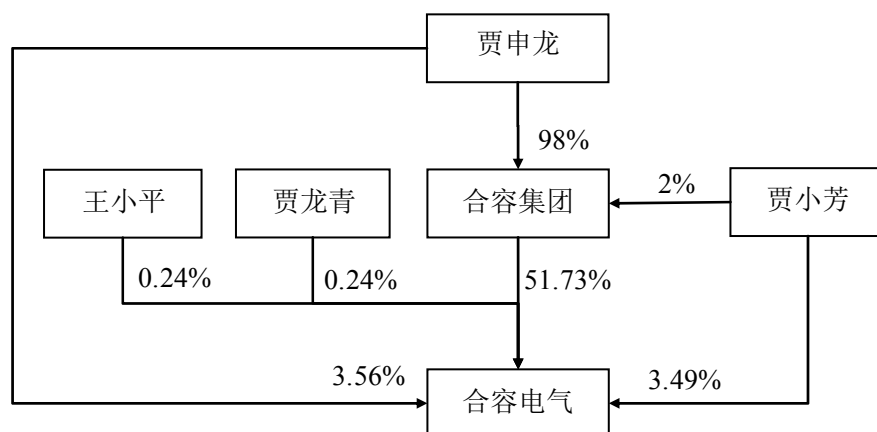 贾申龙
98%
王小平
贾龙青
合容集团
2%
贾小芳
0.24%
0.24%
51.73%
3.56%
合容电气
3.49%